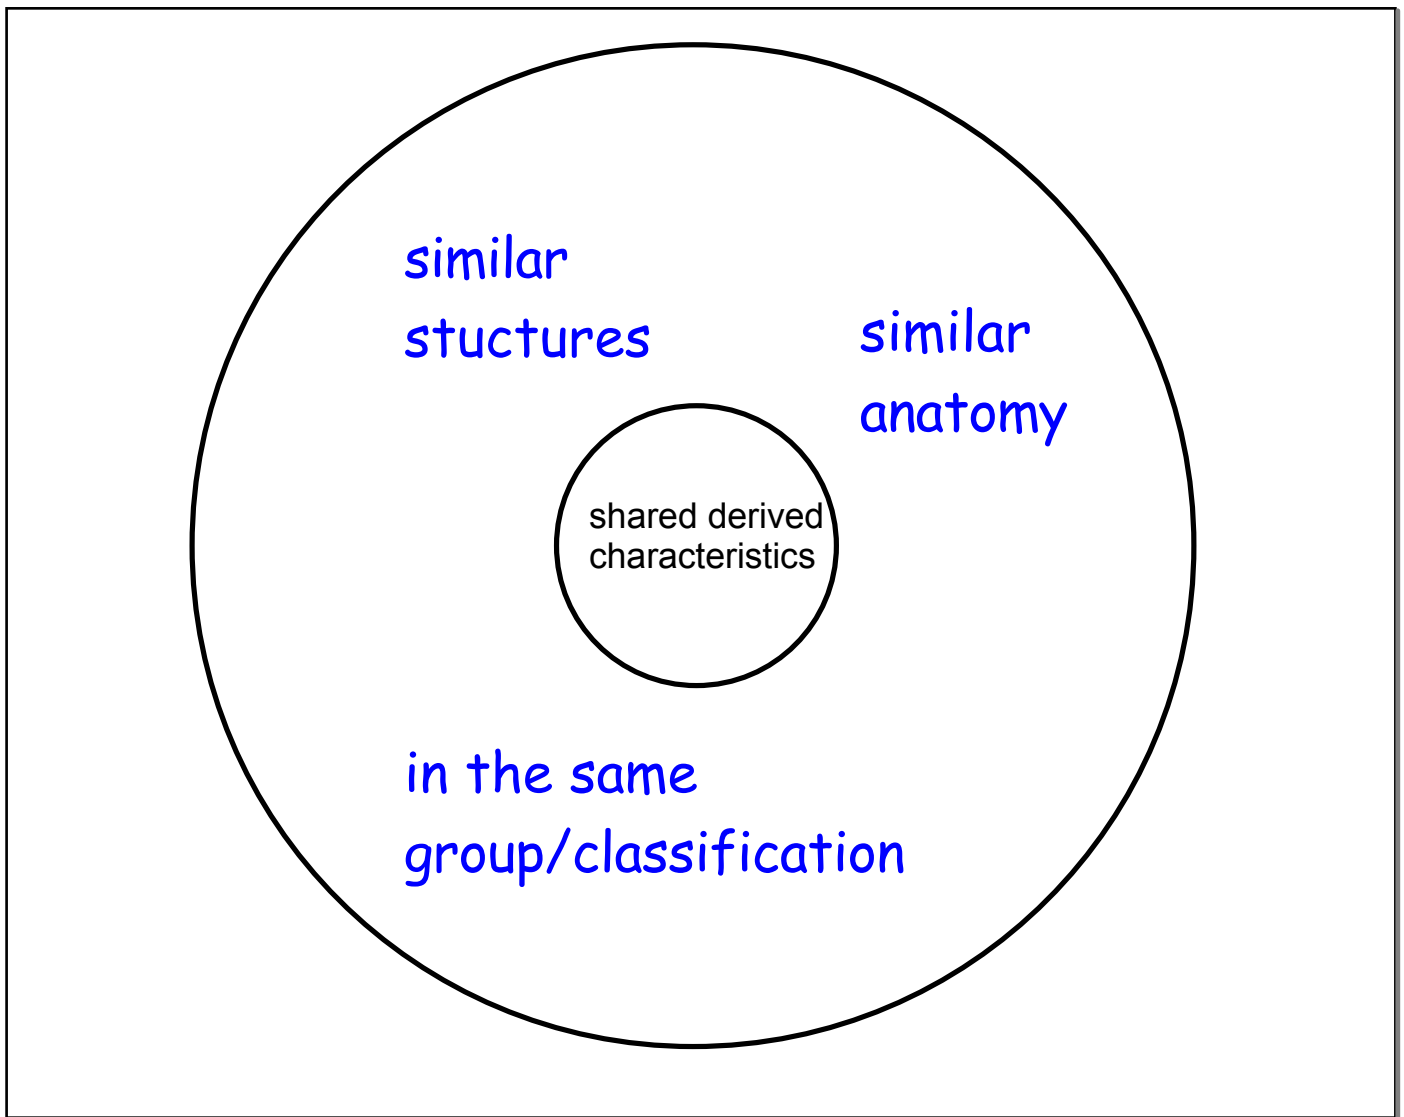 similar
stuctures
similar
anatomy
shared derived
characteristics
in the same
group/classification